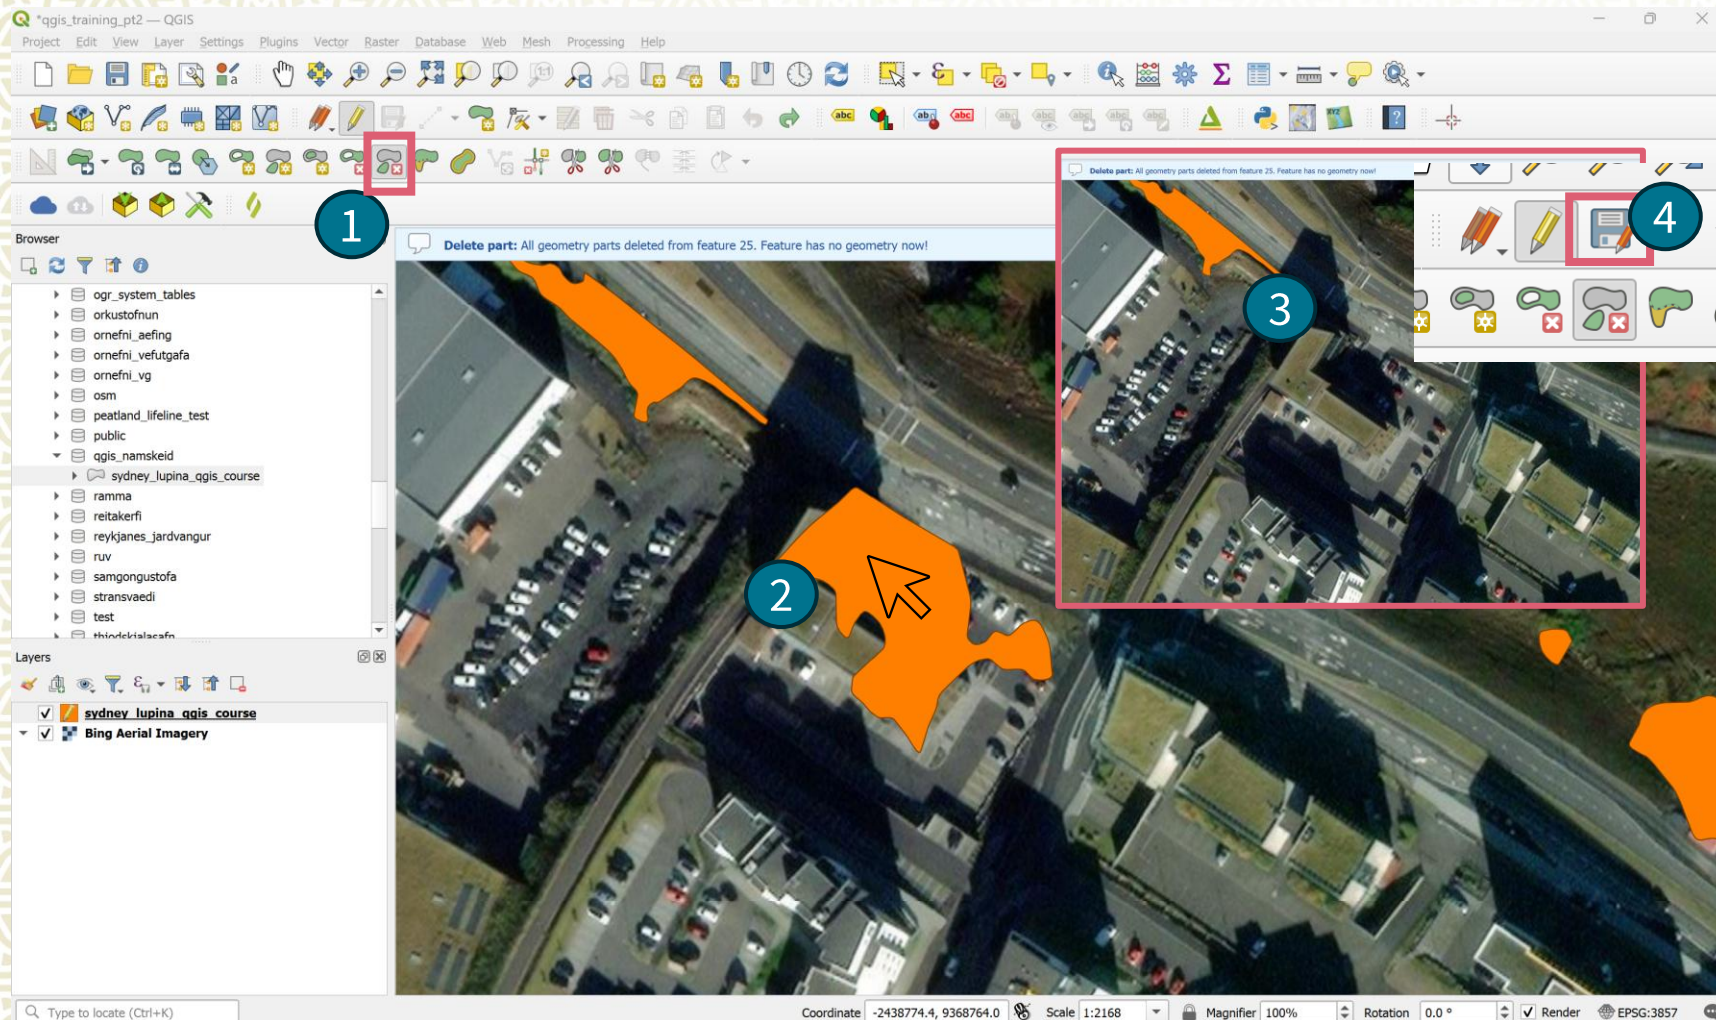 *qgis_training_pt2 — QGIS
Project Edit View Layer Settings Plugins Vector Raster Database Web Mesh Processing Help
1
Browser
Delete part: All geometry parts deleted from feature 25. Feature has no geometry now!
Delete part: All geometry parts deleted from feature 25. Feature has no geometry now!
4
3
ogr_system_tables
orkustofnun
ornefni_aefing
ornefni_vefutgafa
ornefni_vg
osm
peatland_lifeline_test
public
qgis_namskeid
sydney_lupina_qgis_course
ramma
reitakerfi
reykjanes_jardvangur
ruv
samgongustofa
stransvaedi
test
thjodskjalasafn
2
Layers
sydney_lupina_qgis_course
Bing Aerial Imagery
Type to locate (Ctrl+K)
Coordinate -2438774.4, 9368764.0 Scale 1:2168 Magnifier 100% Rotation 0.0 ° Render EPSG:3857